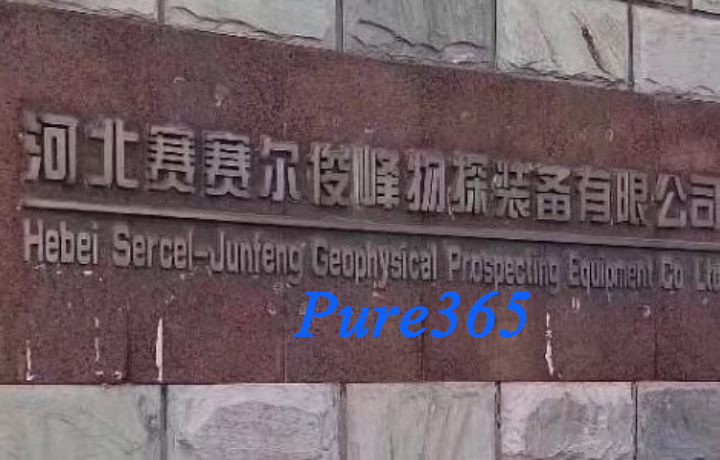 河北赛赛尔俊峰物探装备有限公司
Hebei Sercel-Junfeng Geophysical Prospecting Equipment Co Ltd
Pure365